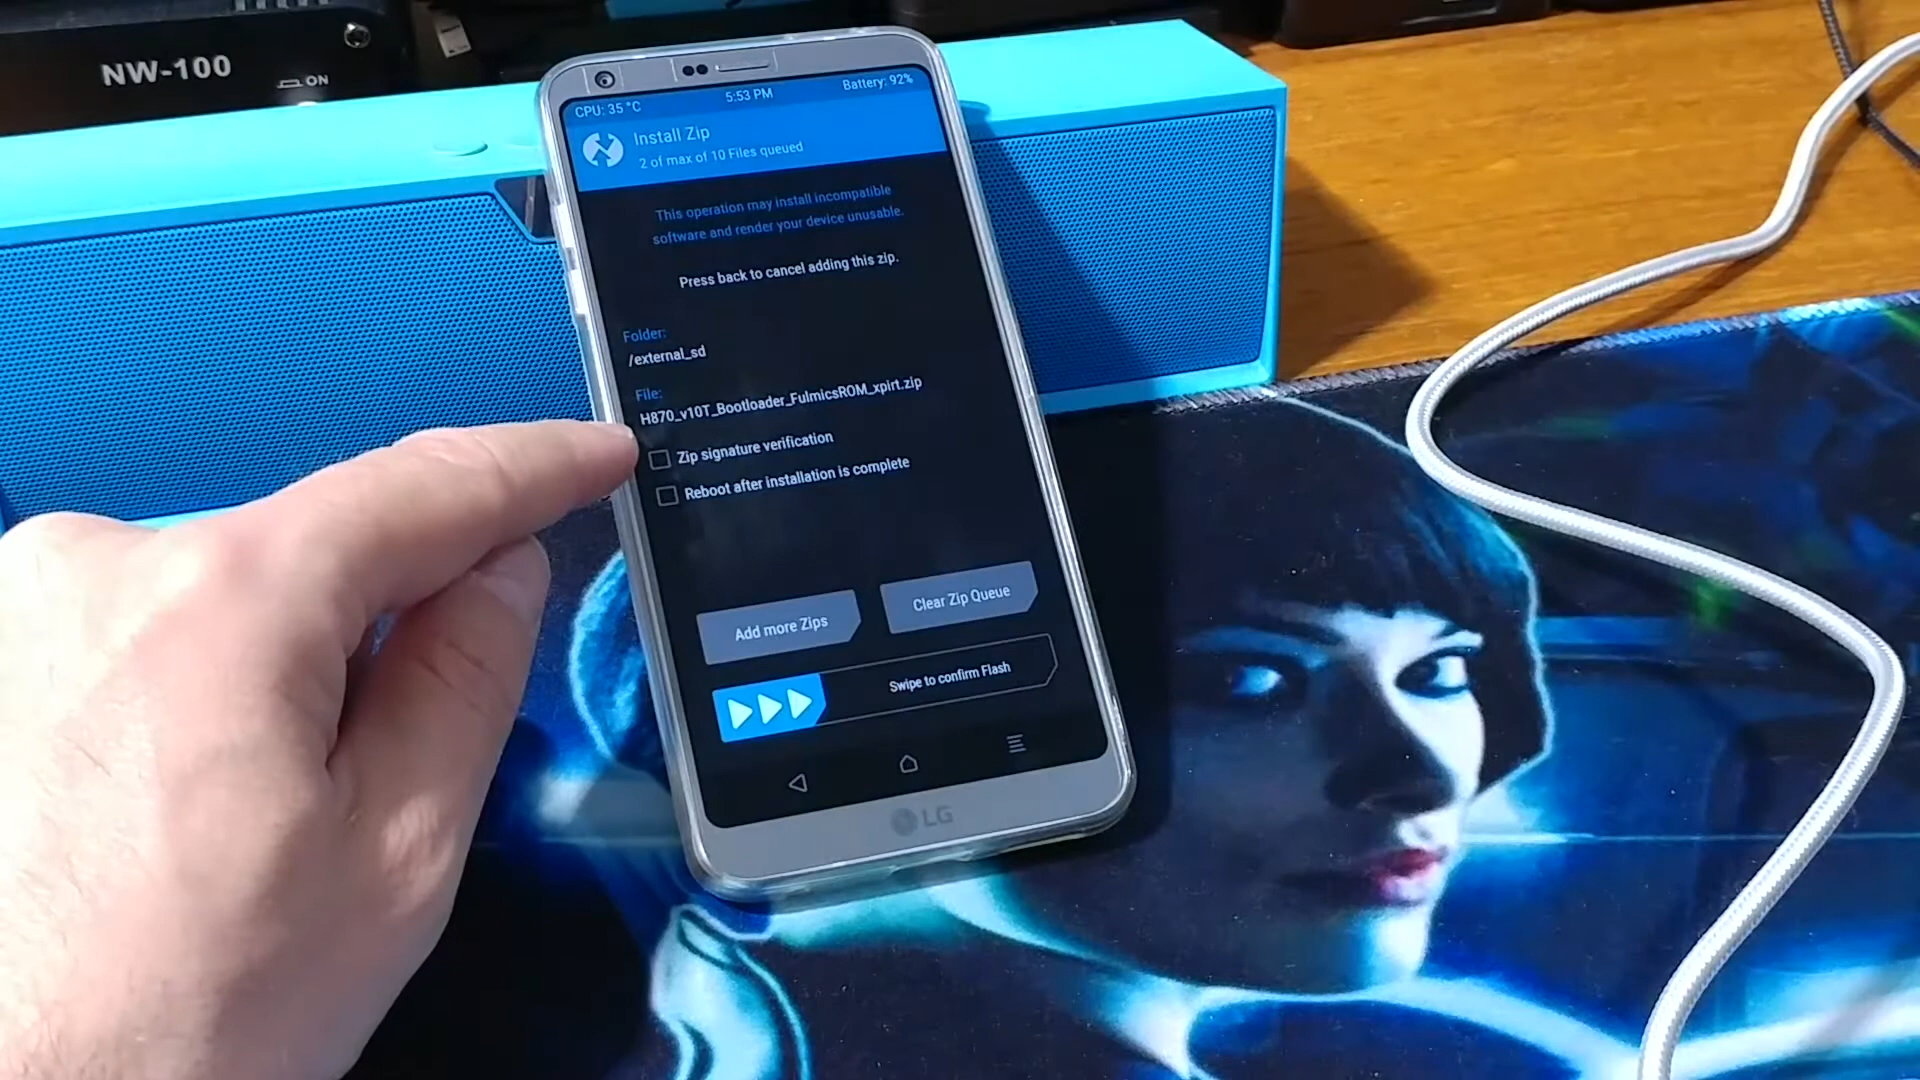 NW-100
ON
CPU: 35 °C
5:53 PM
Battery: 92%
Install Zip
2 of max of 10 Files queued
This operation may install incompatible
software and render your device unusable.
Press back to cancel adding this zip.
Folder:
/external_sd
File:
H870_v10T_Bootloader_FulmicsROM_xpirt.zip
Zip signature verification
Reboot after installation is complete
Add more Zips
Clear Zip Queue
Swipe to confirm Flash
LG